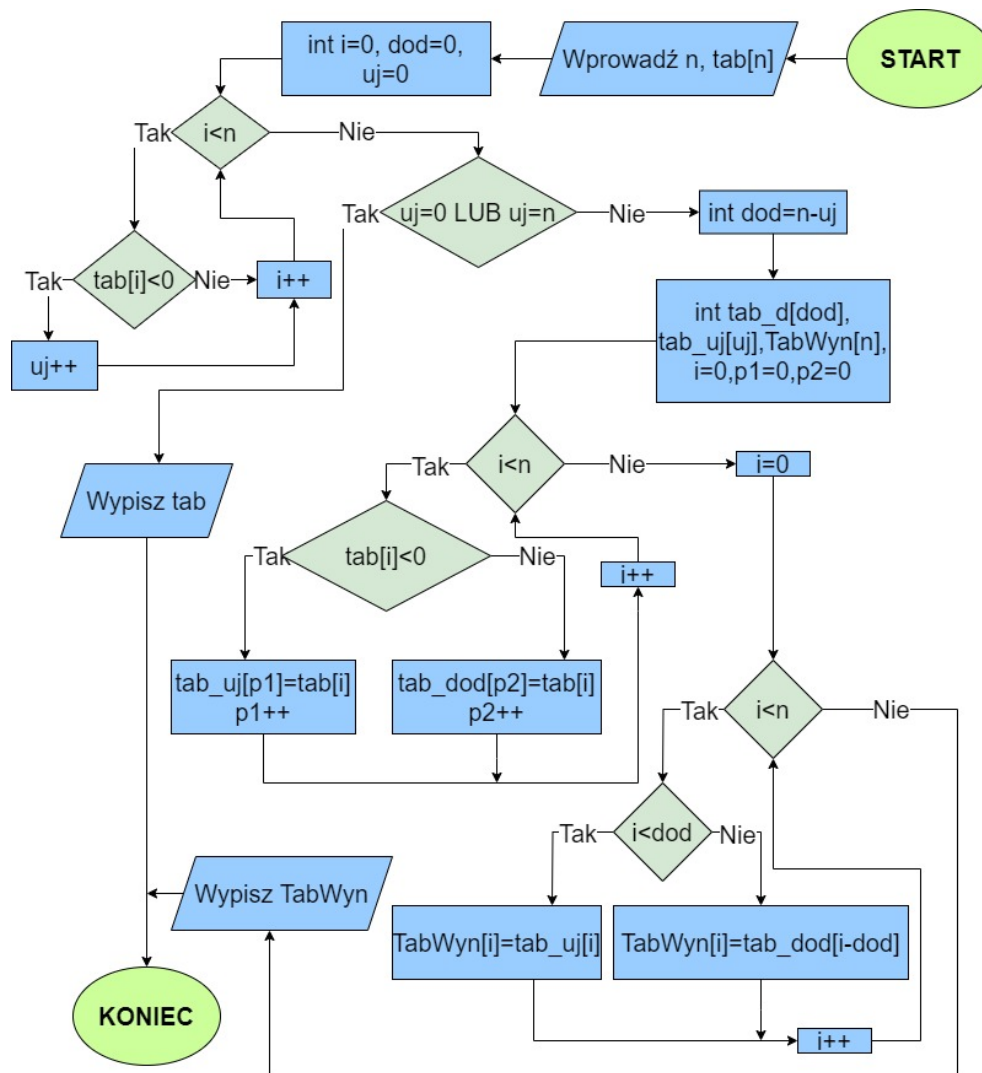 START
Wprowadź n, tab[n]
int i=0, dod=0,
uj=0
i<n
Tak
Nie
tab[i]<0
Tak
Nie
uj++
i++
uj=0 LUB uj=n
Tak
Nie
Wypisz tab
int dod=n-uj
int tab_d[dod],
tab_uj[uj],TabWyn[n],
i=0,p1=0,p2=0
i<n
Tak
Nie
tab[i]<0
Tak
Nie
tab_uj[p1]=tab[i]
p1++
tab_dod[p2]=tab[i]
p2++
i++
i=0
i<n
Tak
Nie
i<dod
Tak
Nie
TabWyn[i]=tab_uj[i]
TabWyn[i]=tab_dod[i-dod]
i++
Wypisz TabWyn
KONIEC